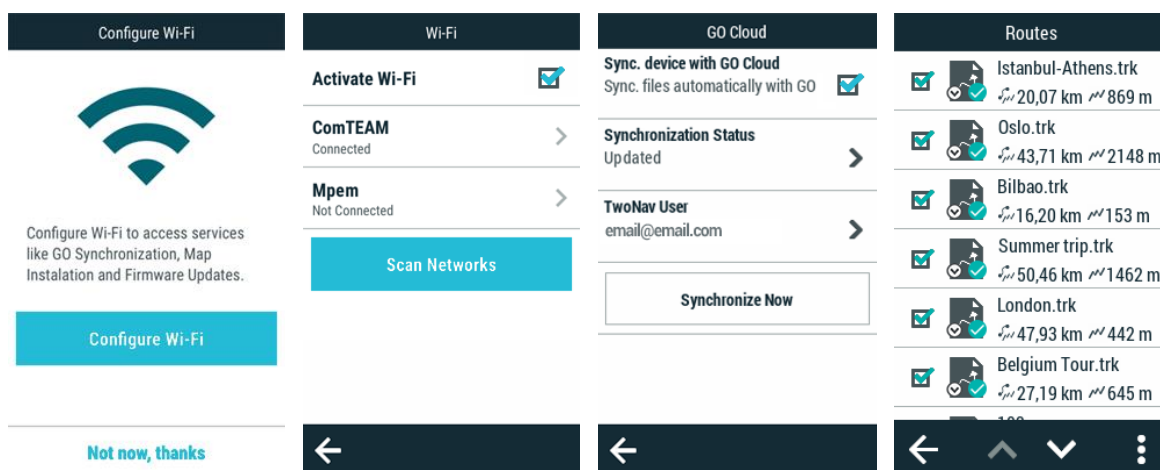 Configure Wi-Fi
Configure Wi-Fi to access services
like GO Synchronization, Map
Instalation and Firmware Updates.
Configure Wi-Fi
Not now, thanks
Wi-Fi
Activate Wi-Fi
ComTEAM
Connected
Mpem
Not Connected
Scan Networks
GO Cloud
Sync. device with GO Cloud
Sync. files automatically with GO
Synchronization Status
Updated
TwoNav User
email@email.com
Synchronize Now
Routes
Istanbul-Athens.trk
20,07 km 869 m
Oslo.trk
43,71 km 2148 m
Bilbao.trk
16,20 km 153 m
Summer trip.trk
50,46 km 1462 m
London.trk
47,93 km 442 m
Belgium Tour.trk
27,19 km 645 m